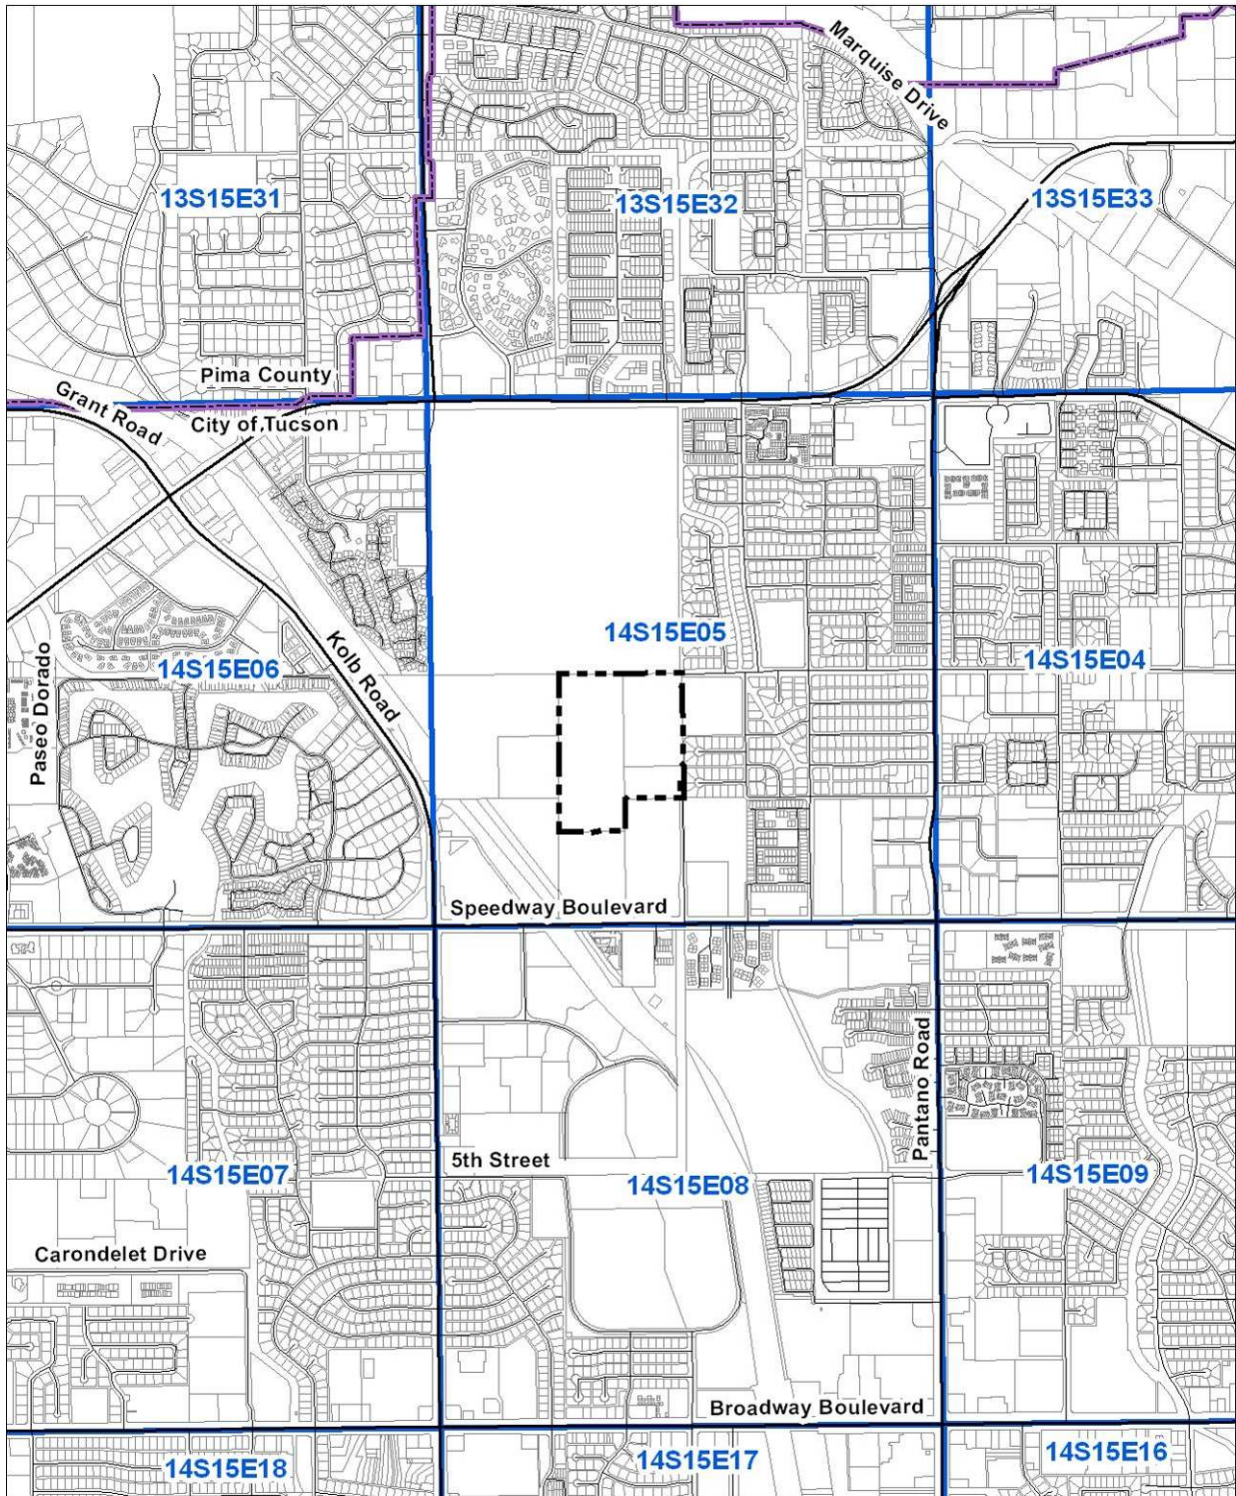 Marquise Drive
13S15E31
13S15E32
13S15E33
Pima County
Grant Road
City of Tucson
14S15E05
Kolb Road
14S15E06
14S15E04
Paseo Dorado
Speedway Boulevard
Pantano Road
5th Street
14S15E07
14S15E08
14S15E09
Carondelet Drive
Broadway Boulevard
14S15E18
14S15E17
14S15E16